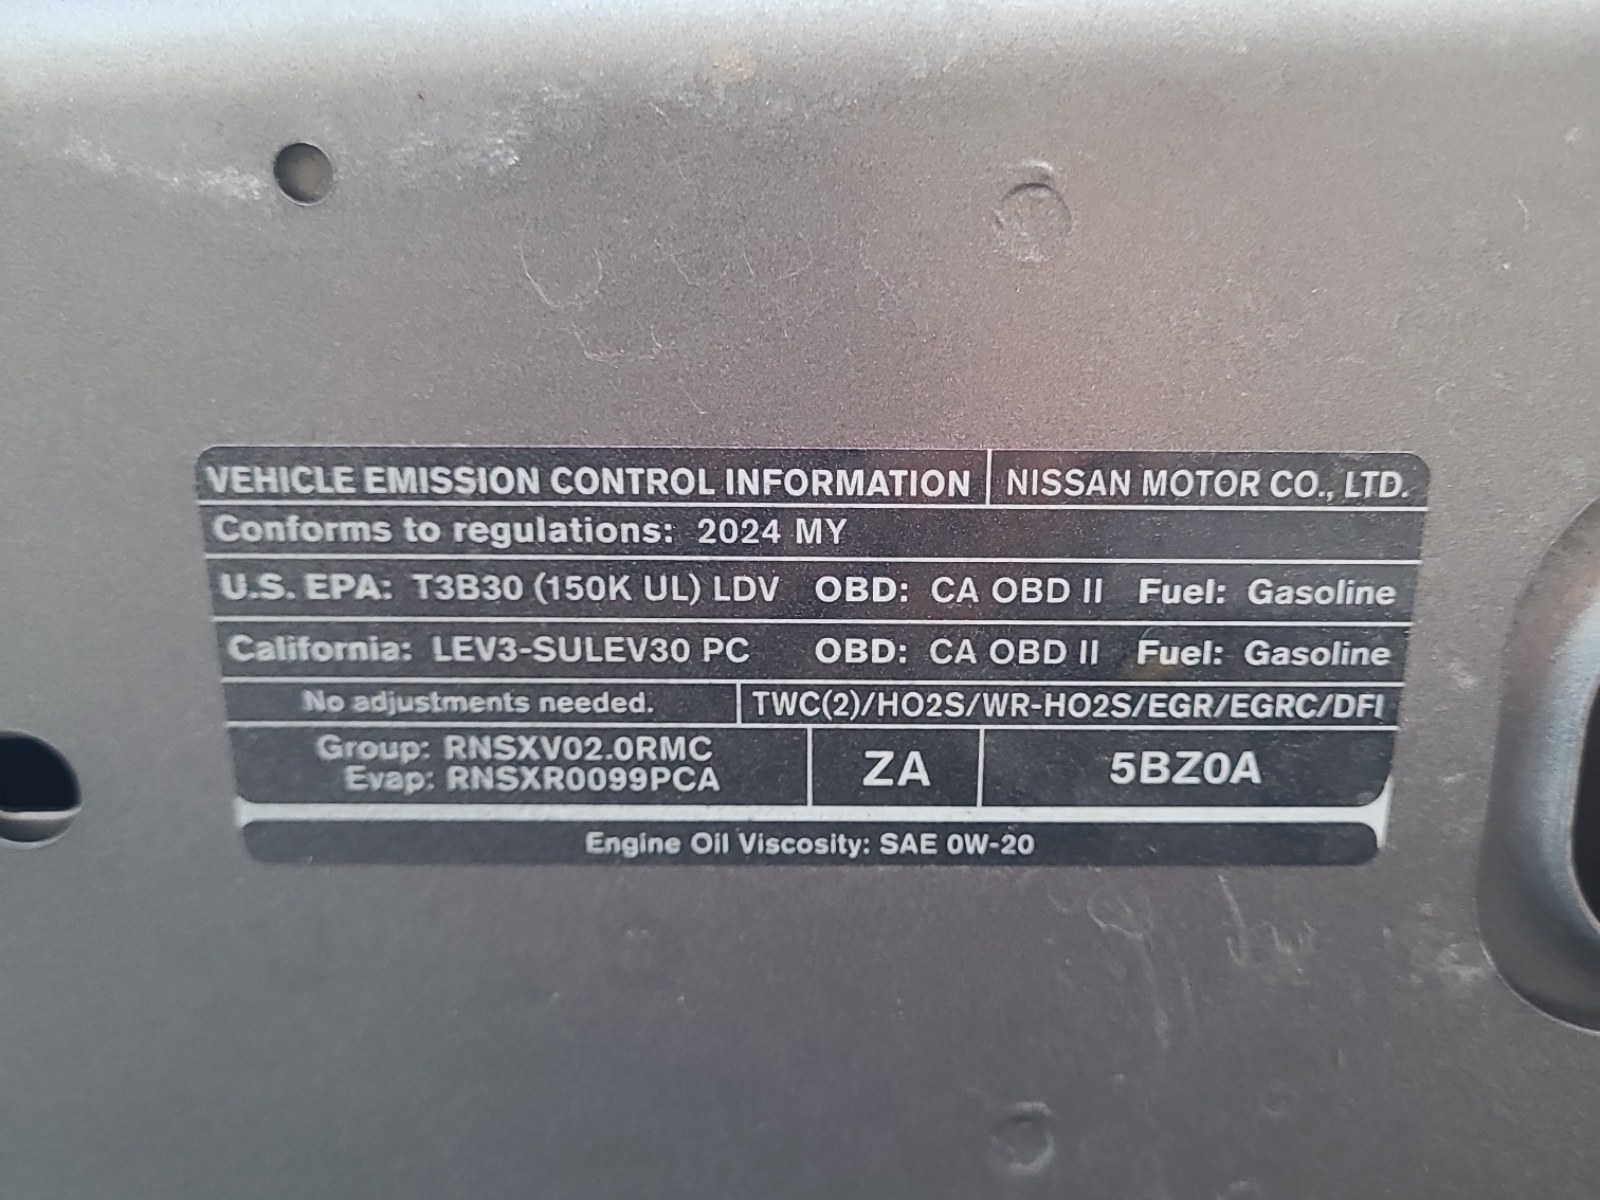 VEHICLE EMISSION CONTROL INFORMATION NISSAN MOTOR CO., LTD.
Conforms to regulations: 2024 MY
U.S. EPA: T3B30 (150K UL) LDV OBD: CA OBD II Fuel: Gasoline
California: LEV3-SULEV30 PC OBD: CA OBD II Fuel: Gasoline
No adjustments needed. TWC(2)/HO2S/WR-HO2S/EGR/EGRC/DFI
Group: RNSXV02.0RMC
Evap: RNSXR0099PCA
ZA
5BZ0A
Engine Oil Viscosity: SAE 0W-20